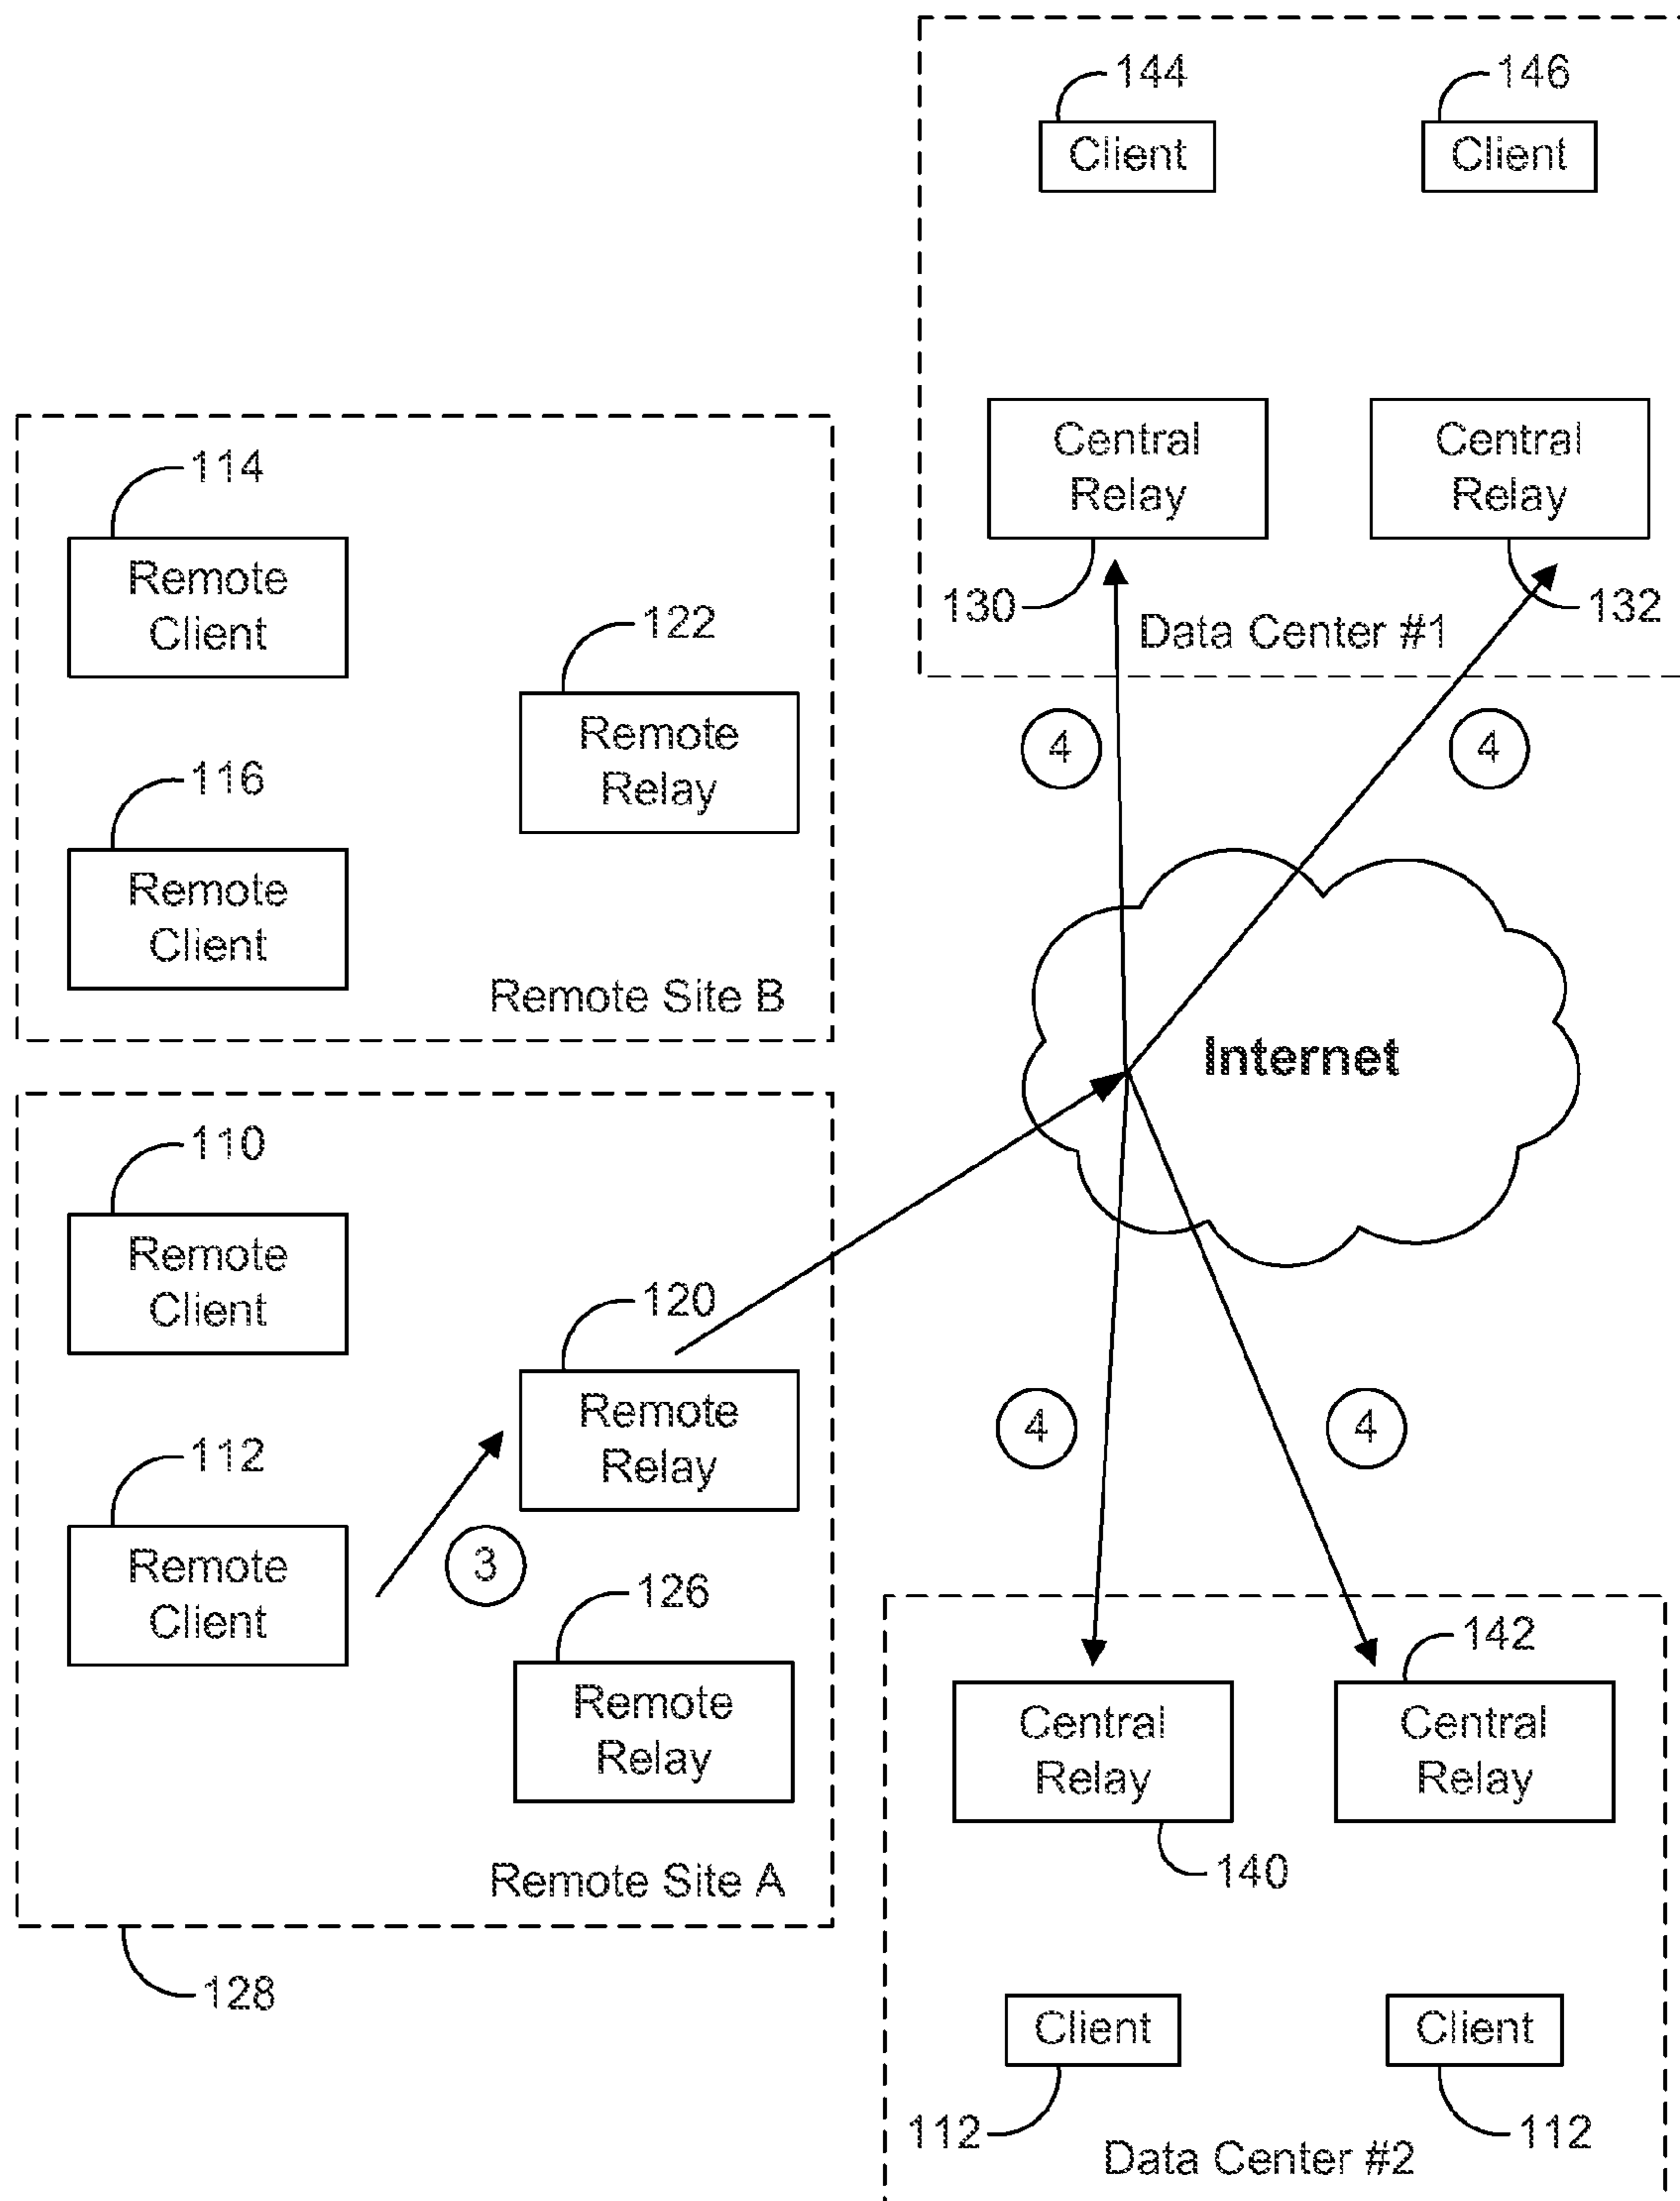 144
146
Client
Client
Central
Relay
Central
Relay
130
132
Data Center #1
114
Remote
Client
122
Remote
Relay
116
Remote
Client
Remote Site B
4
4
Internet
110
Remote
Client
120
Remote
Relay
112
Remote
Client
3
126
Remote
Relay
Remote Site A
128
4
4
142
Central
Relay
Central
Relay
140
Client
Client
112
112
Data Center #2